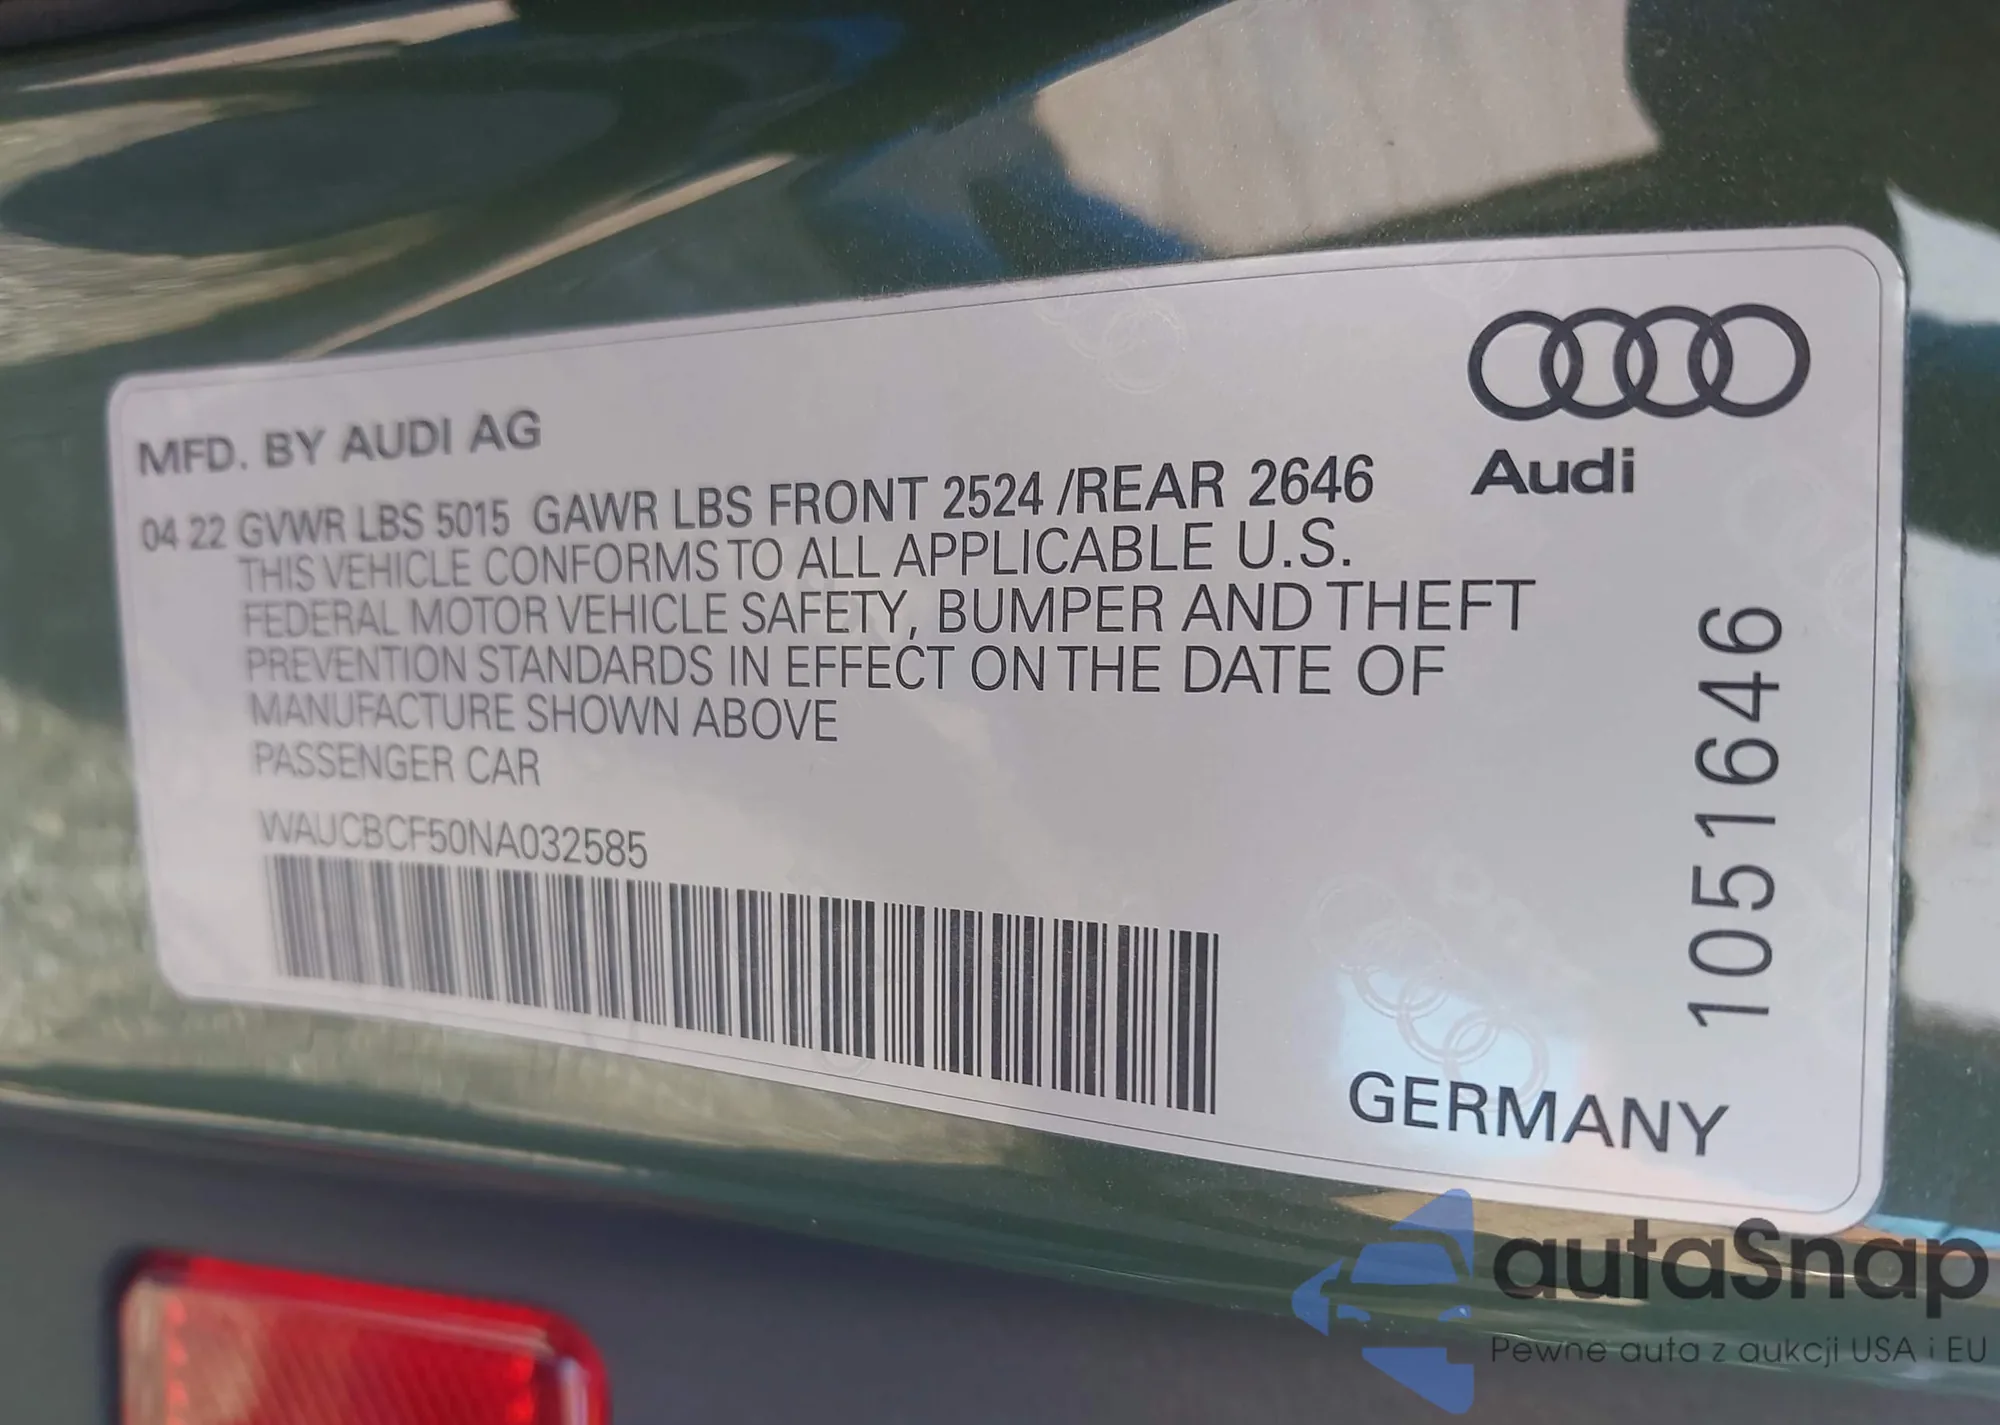 MFD. BY AUDI AG
04 22 GVWR LBS 5015 GAWR LBS FRONT 2524 /REAR 2646
THIS VEHICLE CONFORMS TO ALL APPLICABLE U.S.
FEDERAL MOTOR VEHICLE SAFETY, BUMPER AND THEFT
PREVENTION STANDARDS IN EFFECT ON THE DATE OF
MANUFACTURE SHOWN ABOVE
PASSENGER CAR
WAUCBCF50NA032585
Audi
1051646
GERMANY
autaSnap
Pewne auta z aukcji USA i EU